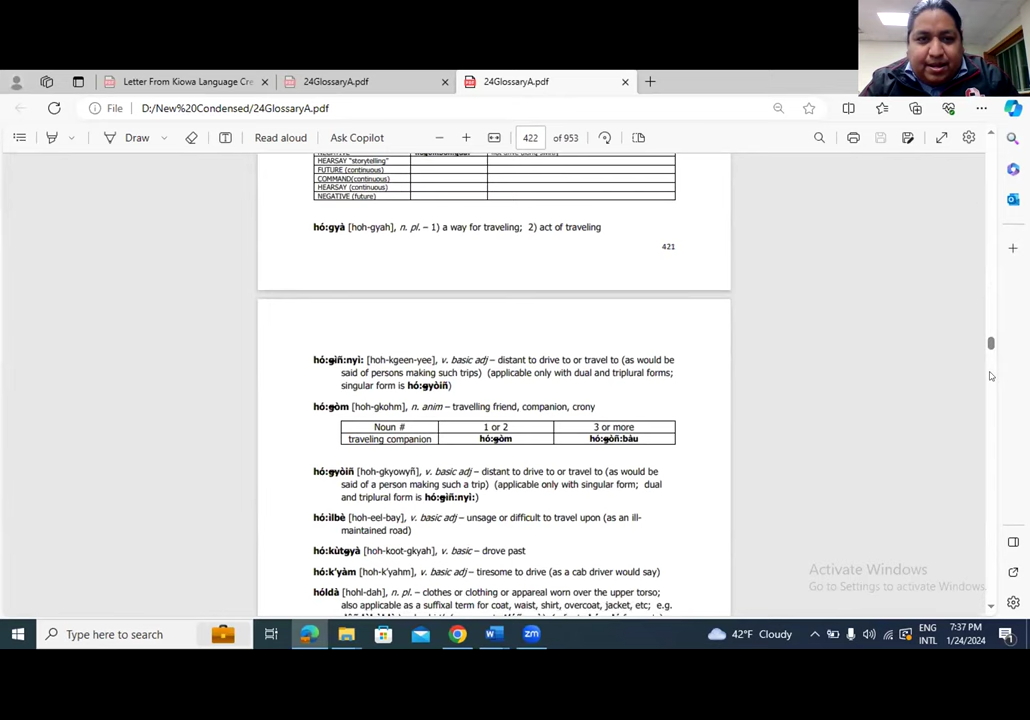 Letter From Kiowa Language Cre
24GlossaryA.pdf
24GlossaryA.pdf
File
D:/New%20Condensed/24GlossaryA.pdf
Draw
Read aloud
Ask Copilot
422 of 953
HEARSAY "storytelling"
FUTURE (continuous)
COMMAND(continuous)
HEARSAY (continuous)
NEGATIVE (future)
hó:gyà [hoh-gyah], n. pl. – 1) a way for traveling; 2) act of traveling
421
hó:g̶ìñ:nyì: [hoh-kgeen-yee], v. basic adj – distant to drive to or travel to (as would be
said of persons making such trips) (applicable only with dual and triplural forms;
singular form is hó:g̶yòiñ)
hó:g̶òm [hoh-gkohm], n. anim – travelling friend, companion, crony
Noun # 1 or 2 3 or more
traveling companion hó:g̶òm hó:g̶òñ:bàu
hó:g̶yòiñ [hoh-gkyowyñ], v. basic adj – distant to drive to or travel to (as would be
said of a person making such a trip) (applicable only with singular form; dual
and triplural form is hó:g̶ìñ:nyì:)
hó:ìlbè [hoh-eel-bay], v. basic adj – unsage or difficult to travel upon (as an ill-
maintained road)
hó:kùtg̶yà [hoh-koot-gkyah], v. basic – drove past
hó:k'yàm [hoh-k'yahm], v. basic adj – tiresome to drive (as a cab driver would say)
hóldà [hohl-dah], n. pl. – clothes or clothing or appareal worn over the upper torso;
also applicable as a suffixal term for coat, waist, shirt, overcoat, jacket, etc; e.g.
Activate Windows
Go to Settings to activate Windows.
Type here to search
42°F Cloudy
ENG
INTL
7:37 PM
1/24/2024